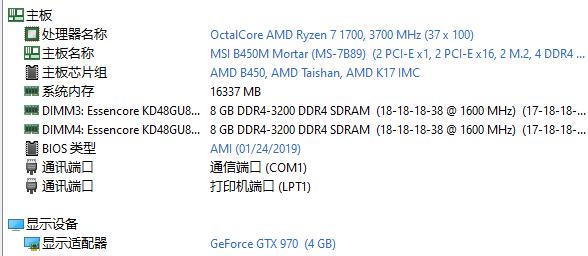 主板
处理器名称 OctalCore AMD Ryzen 7 1700, 3700 MHz (37 x 100)
主板名称 MSI B450M Mortar (MS-7B89) (2 PCI-E x1, 2 PCI-E x16, 2 M.2, 4 DDR4 ...
主板芯片组 AMD B450, AMD Taishan, AMD K17 IMC
系统内存 16337 MB
DIMM3: Essencore KD48GU8... 8 GB DDR4-3200 DDR4 SDRAM (18-18-18-38 @ 1600 MHz) (17-18-18-...
DIMM4: Essencore KD48GU8... 8 GB DDR4-3200 DDR4 SDRAM (18-18-18-38 @ 1600 MHz) (17-18-18-...
BIOS 类型 AMI (01/24/2019)
通讯端口 通信端口 (COM1)
通讯端口 打印机端口 (LPT1)
显示设备
显示适配器 GeForce GTX 970 (4 GB)